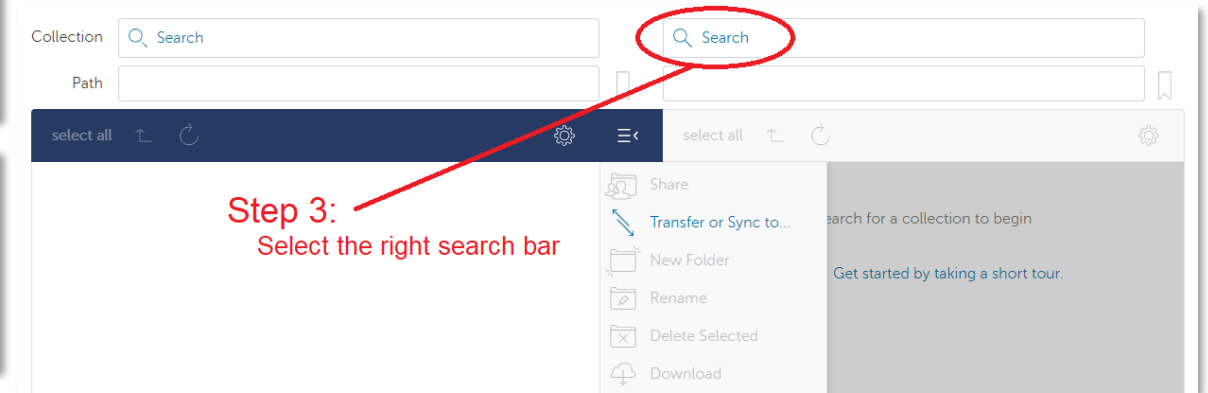 Collection Search Search
Path
select all select all
Step 3:
Select the right search bar
Share
Transfer or Sync to...
earch for a collection to begin
New Folder
Get started by taking a short tour.
Rename
Delete Selected
Download